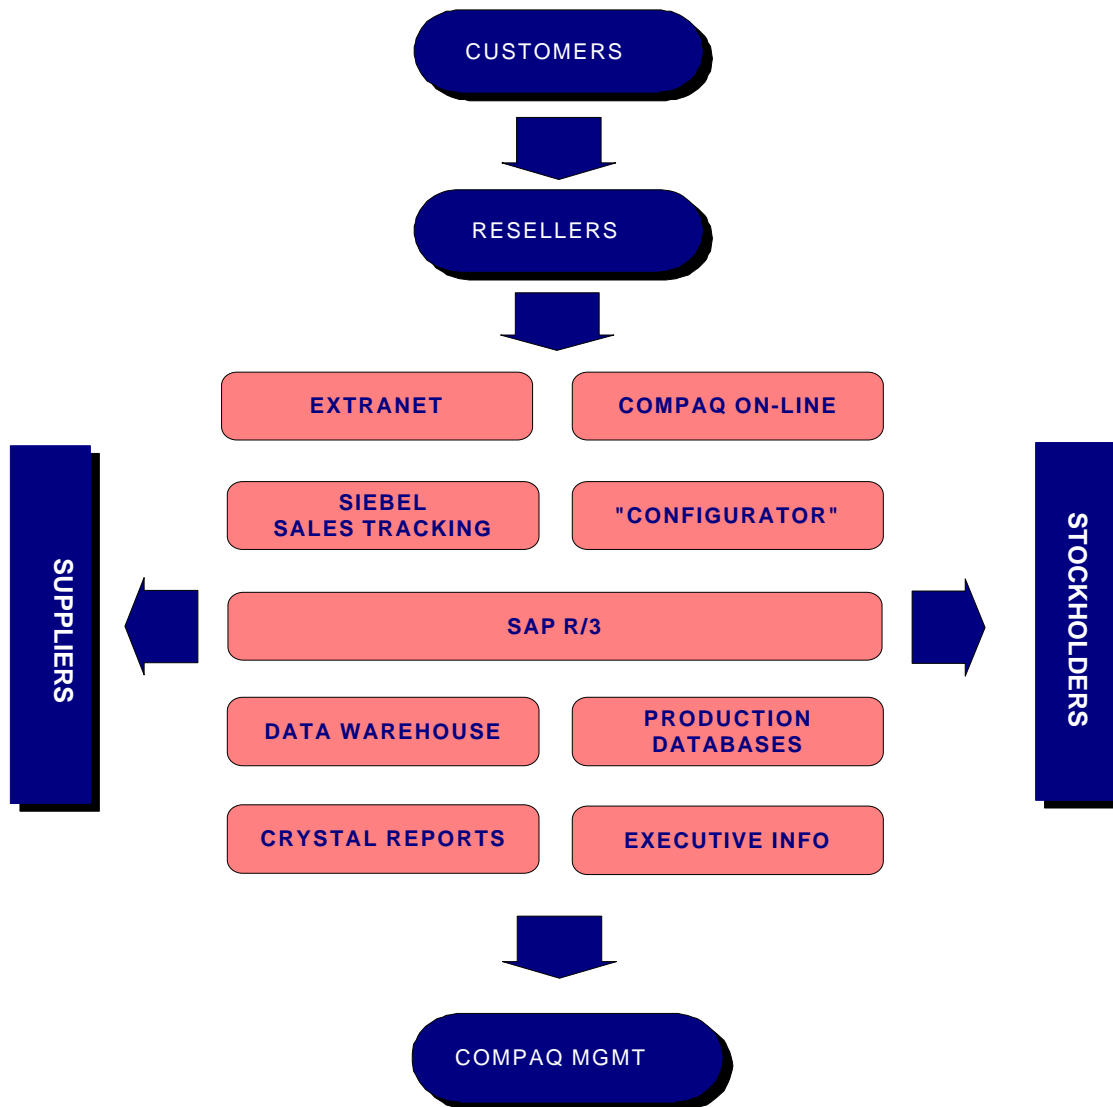 CUSTOMERS
RESELLERS
EXTRANET
COMPAQ ON-LINE
SIEBEL
SALES TRACKING
"CONFIGURATOR"
SUPPLIERS
SAP R/3
STOCKHOLDERS
DATA WAREHOUSE
PRODUCTION
DATABASES
CRYSTAL REPORTS
EXECUTIVE INFO
COMPAQ MGMT